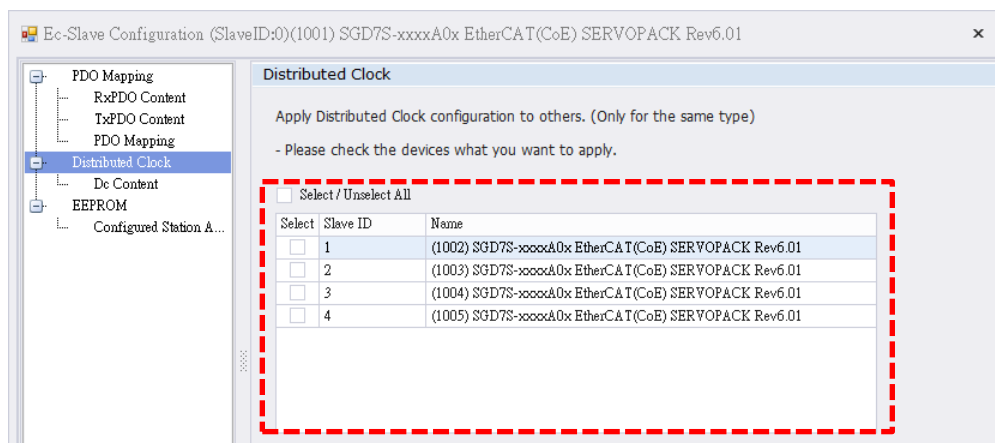 Ec-Slave Configuration (SlaveID:0)(1001) SGD7S-xxxxA0x EtherCAT(CoE) SERVOPACK Rev6.01
PDO Mapping
RxPDO Content
TxPDO Content
PDO Mapping
Distributed Clock
Dc Content
EEPROM
Configured Station A...
Distributed Clock
Apply Distributed Clock configuration to others. (Only for the same type)
- Please check the devices what you want to apply.
Select / Unselect All
Select Slave ID Name
1 (1002) SGD7S-xxxxA0x EtherCAT(CoE) SERVOPACK Rev6.01
2 (1003) SGD7S-xxxxA0x EtherCAT(CoE) SERVOPACK Rev6.01
3 (1004) SGD7S-xxxxA0x EtherCAT(CoE) SERVOPACK Rev6.01
4 (1005) SGD7S-xxxxA0x EtherCAT(CoE) SERVOPACK Rev6.01